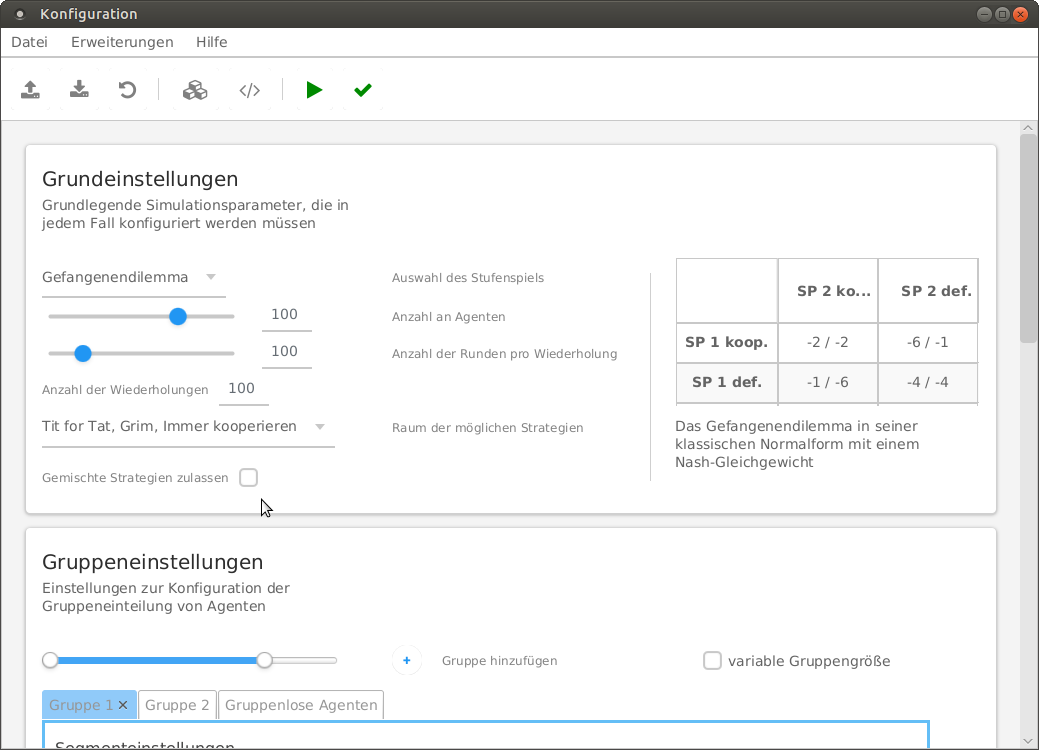 Konfiguration
Datei Erweiterungen Hilfe
</>
Grundeinstellungen
Grundlegende Simulationsparameter, die in
jedem Fall konfiguriert werden müssen
Gefangenendilemma
Auswahl des Stufenspiels
100
Anzahl an Agenten
100
Anzahl der Runden pro Wiederholung
Anzahl der Wiederholungen 100
Tit for Tat, Grim, Immer kooperieren
Raum der möglichen Strategien
Gemischte Strategien zulassen
SP 2 ko... SP 2 def.
SP 1 koop. -2 / -2 -6 / -1
SP 1 def. -1 / -6 -4 / -4
Das Gefangenendilemma in seiner
klassischen Normalform mit einem
Nash-Gleichgewicht
Gruppeneinstellungen
Einstellungen zur Konfiguration der
Gruppeneinteilung von Agenten
+ Gruppe hinzufügen
variable Gruppengröße
Gruppe 1 × Gruppe 2 Gruppenlose Agenten
Segmenteinstellungen